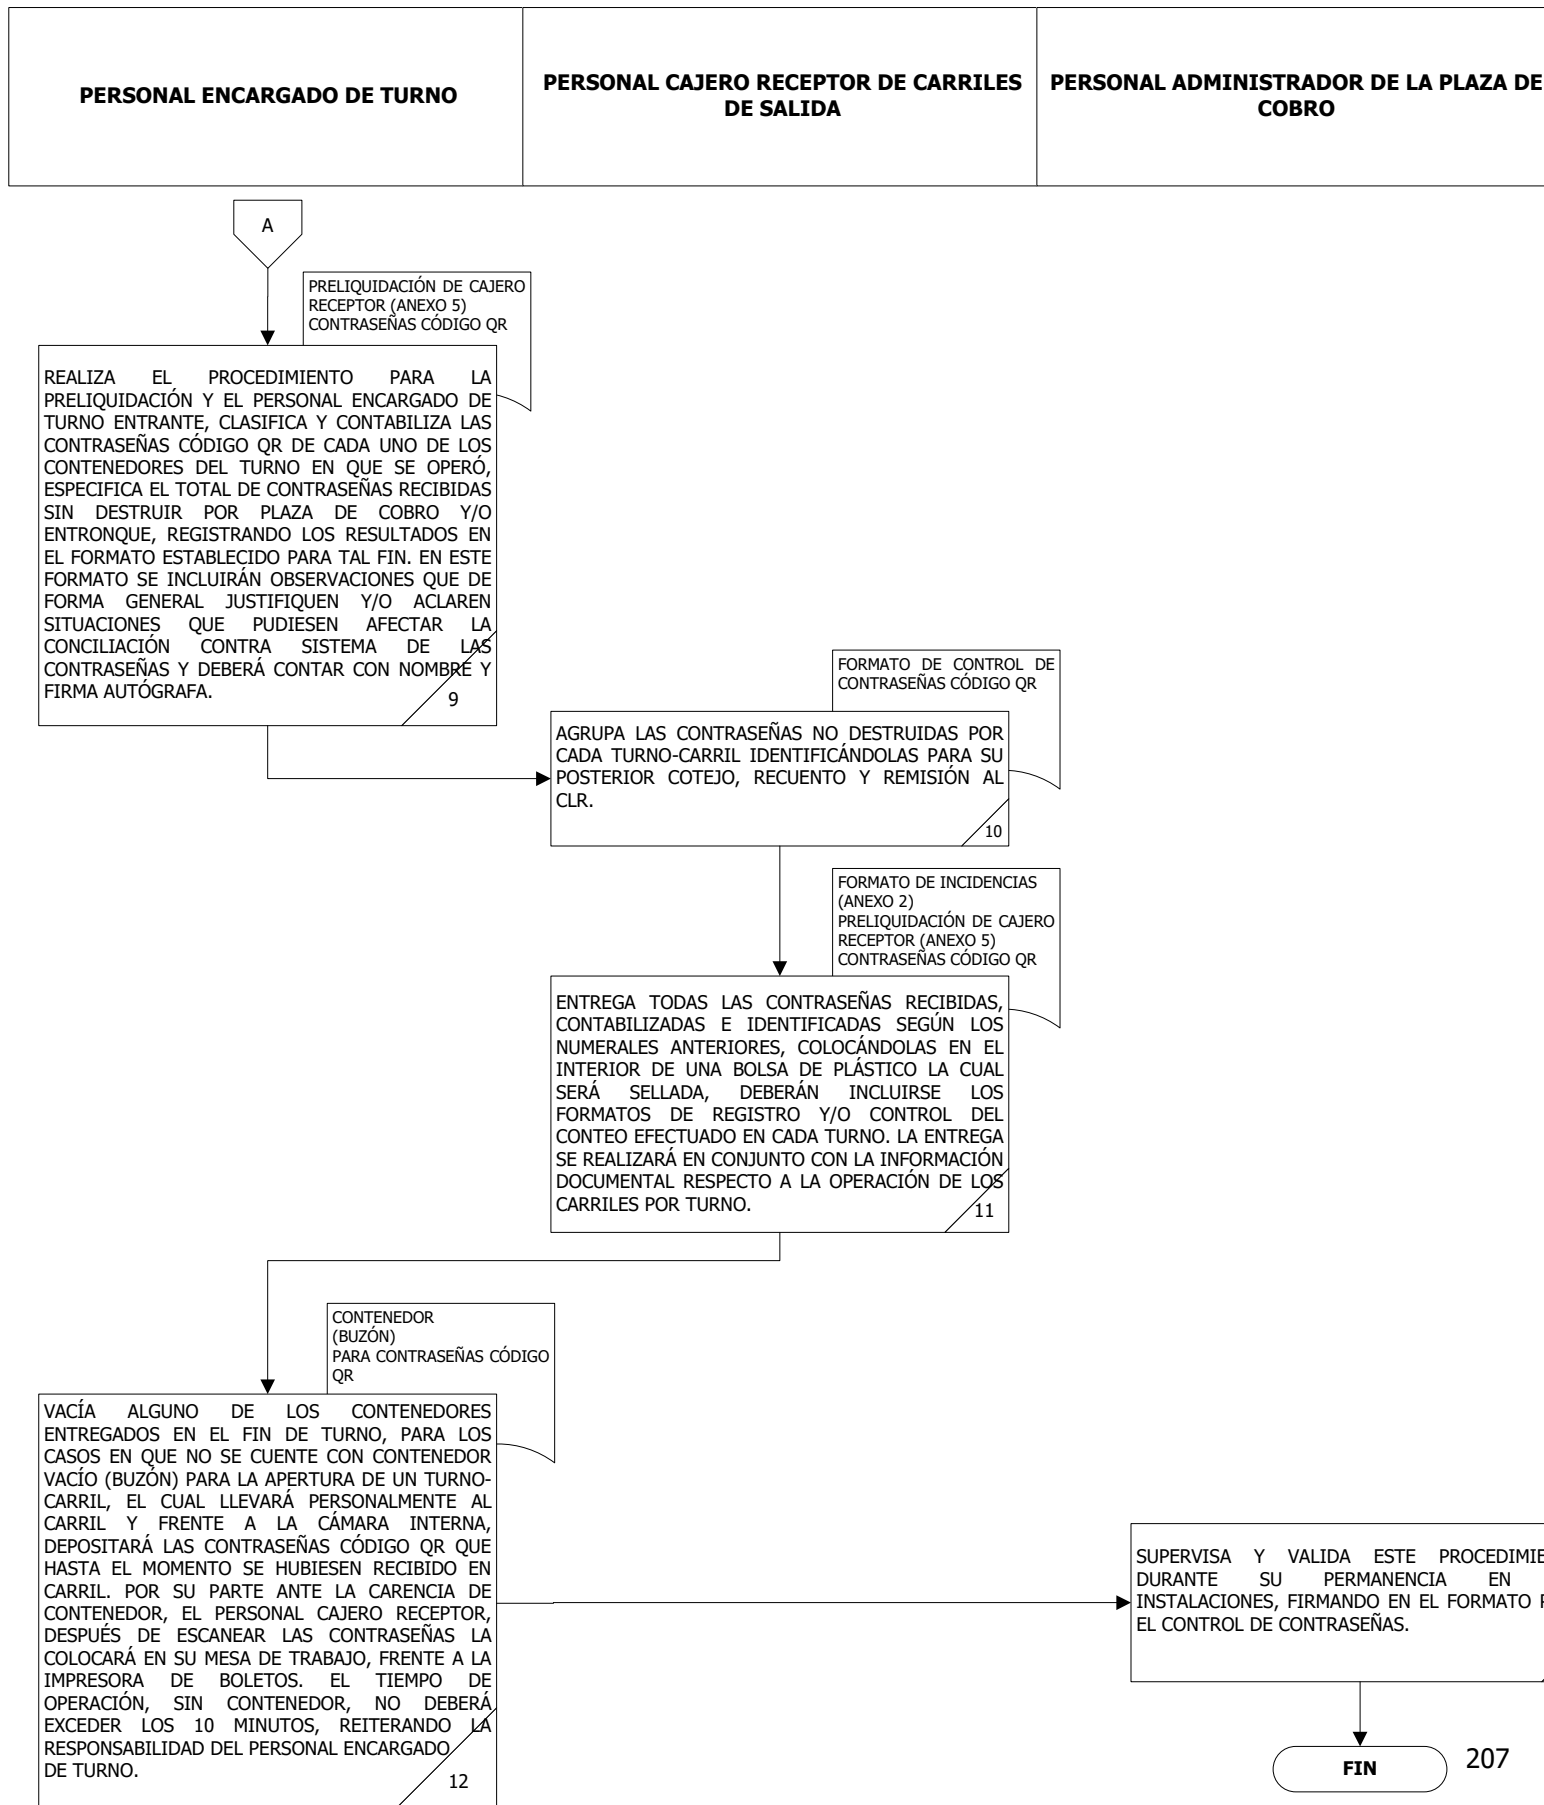 PERSONAL ENCARGADO DE TURNO
PERSONAL CAJERO RECEPTOR DE CARRILES
DE SALIDA
PERSONAL ADMINISTRADOR DE LA PLAZA DE
COBRO
A
PRELIQUIDACIÓN DE CAJERO
RECEPTOR (ANEXO 5)
CONTRASEÑAS CÓDIGO QR
REALIZA EL PROCEDIMIENTO PARA LA
PRELIQUIDACIÓN Y EL PERSONAL ENCARGADO DE
TURNO ENTRANTE, CLASIFICA Y CONTABILIZA LAS
CONTRASEÑAS CÓDIGO QR DE CADA UNO DE LOS
CONTENEDORES DEL TURNO EN QUE SE OPERÓ,
ESPECIFICA EL TOTAL DE CONTRASEÑAS RECIBIDAS
SIN DESTRUIR POR PLAZA DE COBRO Y/O
ENTRONQUE, REGISTRANDO LOS RESULTADOS EN
EL FORMATO ESTABLECIDO PARA TAL FIN. EN ESTE
FORMATO SE INCLUIRÁN OBSERVACIONES QUE DE
FORMA GENERAL JUSTIFIQUEN Y/O ACLAREN
SITUACIONES QUE PUDIESEN AFECTAR LA
CONCILIACIÓN CONTRA SISTEMA DE LAS
CONTRASEÑAS Y DEBERÁ CONTAR CON NOMBRE Y
FIRMA AUTÓGRAFA.
9
FORMATO DE CONTROL DE
CONTRASEÑAS CÓDIGO QR
AGRUPA LAS CONTRASEÑAS NO DESTRUIDAS POR
CADA TURNO-CARRIL IDENTIFICÁNDOLAS PARA SU
POSTERIOR COTEJO, RECUENTO Y REMISIÓN AL
CLR.
10
FORMATO DE INCIDENCIAS
(ANEXO 2)
PRELIQUIDACIÓN DE CAJERO
RECEPTOR (ANEXO 5)
CONTRASEÑAS CÓDIGO QR
ENTREGA TODAS LAS CONTRASEÑAS RECIBIDAS,
CONTABILIZADAS E IDENTIFICADAS SEGÚN LOS
NUMERALES ANTERIORES, COLOCÁNDOLAS EN EL
INTERIOR DE UNA BOLSA DE PLÁSTICO LA CUAL
SERÁ SELLADA, DEBERÁN INCLUIRSE LOS
FORMATOS DE REGISTRO Y/O CONTROL DEL
CONTEO EFECTUADO EN CADA TURNO. LA ENTREGA
SE REALIZARÁ EN CONJUNTO CON LA INFORMACIÓN
DOCUMENTAL RESPECTO A LA OPERACIÓN DE LOS
CARRILES POR TURNO.
11
CONTENEDOR
(BUZÓN)
PARA CONTRASEÑAS CÓDIGO
QR
VACÍA ALGUNO DE LOS CONTENEDORES
ENTREGADOS EN EL FIN DE TURNO, PARA LOS
CASOS EN QUE NO SE CUENTE CON CONTENEDOR
VACÍO (BUZÓN) PARA LA APERTURA DE UN TURNO-
CARRIL, EL CUAL LLEVARÁ PERSONALMENTE AL
CARRIL Y FRENTE A LA CÁMARA INTERNA,
DEPOSITARÁ LAS CONTRASEÑAS CÓDIGO QR QUE
HASTA EL MOMENTO SE HUBIESEN RECIBIDO EN
CARRIL. POR SU PARTE ANTE LA CARENCIA DE
CONTENEDOR, EL PERSONAL CAJERO RECEPTOR,
DESPUÉS DE ESCANEAR LAS CONTRASEÑAS LA
COLOCARÁ EN SU MESA DE TRABAJO, FRENTE A LA
IMPRESORA DE BOLETOS. EL TIEMPO DE
OPERACIÓN, SIN CONTENEDOR, NO DEBERÁ
EXCEDER LOS 10 MINUTOS, REITERANDO LA
RESPONSABILIDAD DEL PERSONAL ENCARGADO
DE TURNO.
12
SUPERVISA Y VALIDA ESTE
DURANTE SU PERMANENCIA EN
INSTALACIONES, FIRMANDO EN EL FORMATO
EL CONTROL DE CONTRASEÑAS.
FIN
207